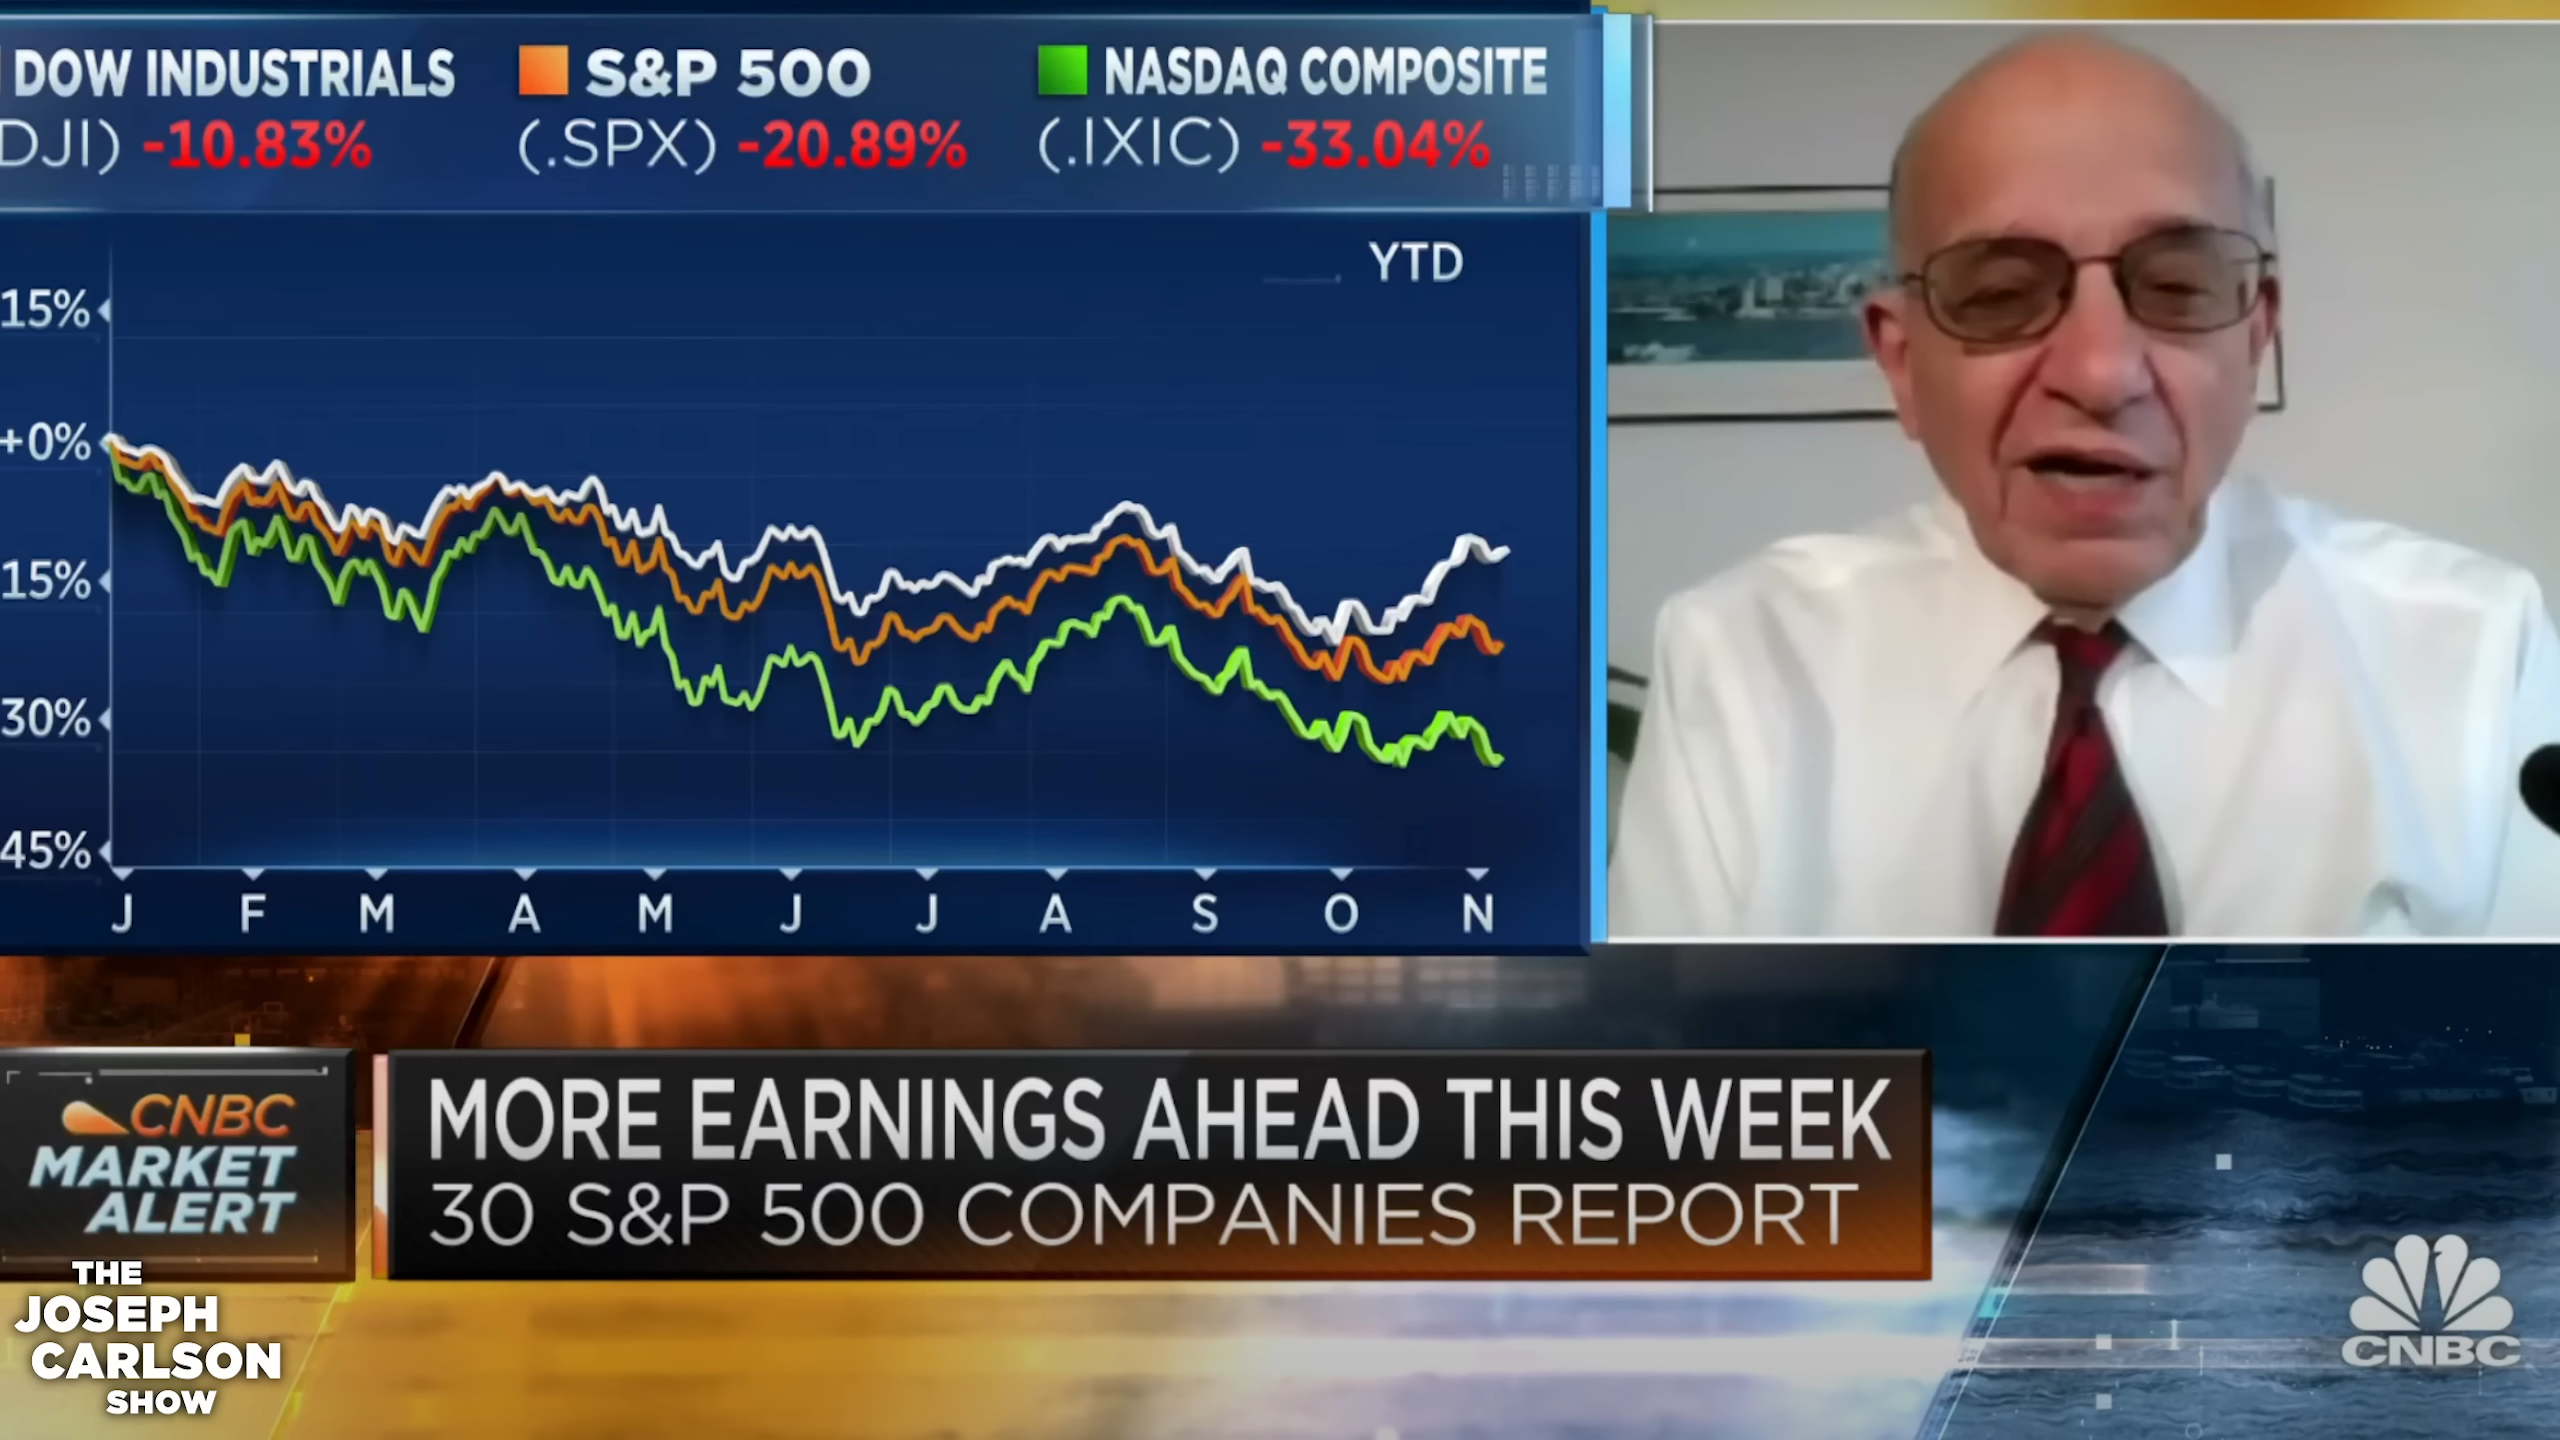 DOW INDUSTRIALS
DJI) -10.83%
S&P 500
(.SPX) -20.89%
NASDAQ COMPOSITE
(.IXIC) -33.04%
YTD
15%
+0%
15%
30%
45%
J F M A M J J A S O N
CNBC
MARKET
ALERT
MORE EARNINGS AHEAD THIS WEEK
30 S&P 500 COMPANIES REPORT
THE
JOSEPH
CARLSON
SHOW
CNBC